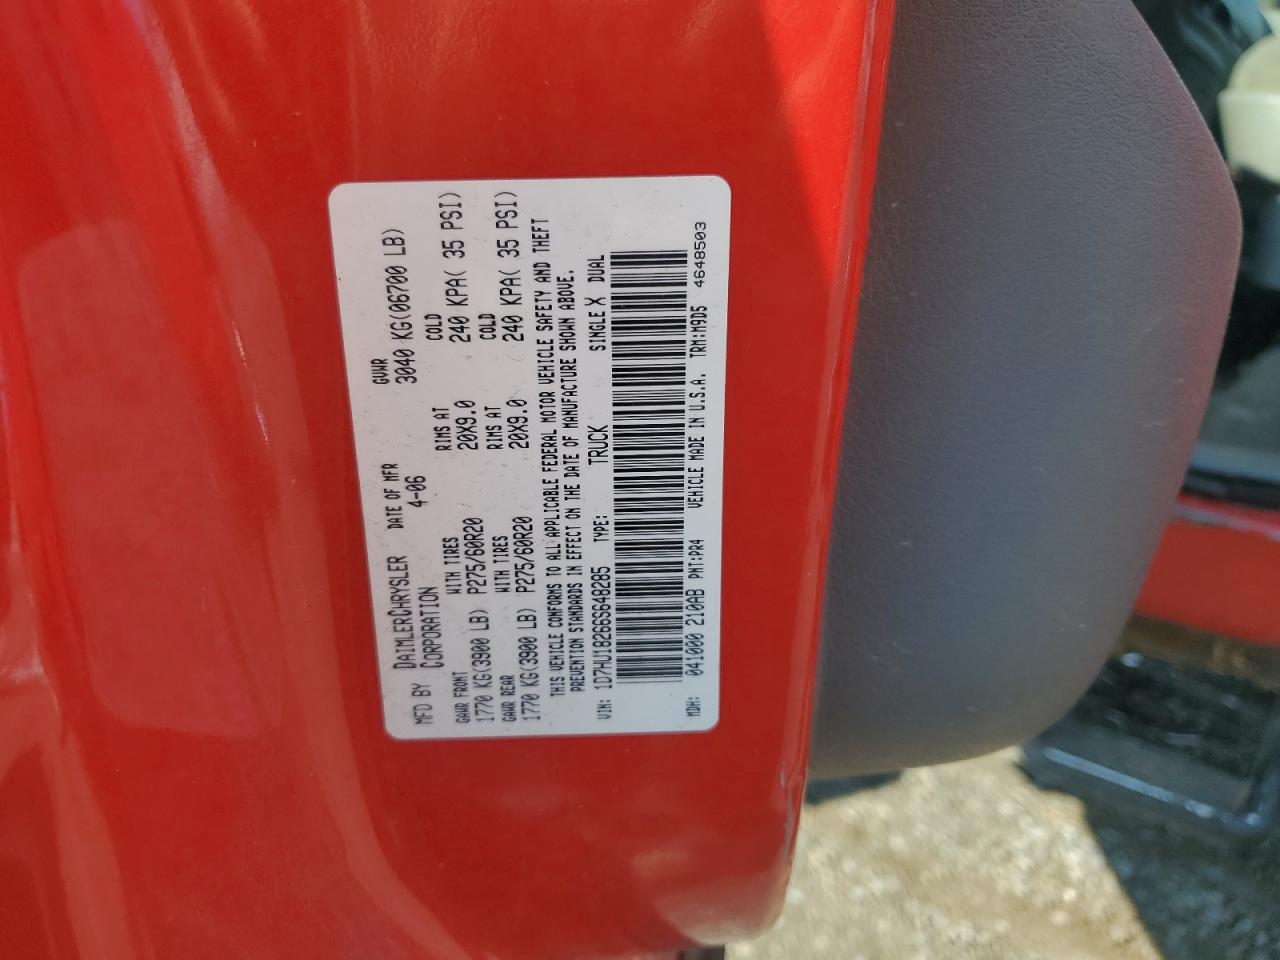 MFD BY DAIMLERCHRYSLER CORPORATION
DATE OF MFR 4-06
GVWR 3040 KG(06700 LB)
GAWR FRONT WITH TIRES RIMS AT COLD
1770 KG(3900 LB) P275/60R20 20X9.0 240 KPA( 35 PSI)
GAWR REAR WITH TIRES RIMS AT COLD
1770 KG(3900 LB) P275/60R20 20X9.0 240 KPA( 35 PSI)
THIS VEHICLE CONFORMS TO ALL APPLICABLE FEDERAL MOTOR VEHICLE SAFETY AND THEFT
PREVENTION STANDARDS IN EFFECT ON THE DATE OF MANUFACTURE SHOWN ABOVE.
VIN: 1D7HU18266S648285 TYPE: TRUCK SINGLE X DUAL
MDH: 041000 210AB PNT:PR4 VEHICLE MADE IN U.S.A. TRM:M9D5 4648503